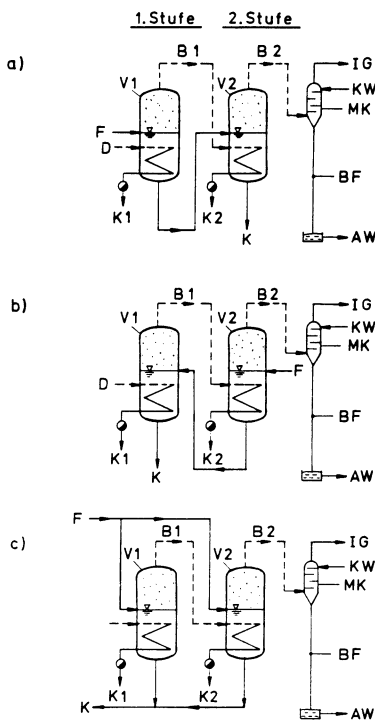 1. Stufe 2. Stufe
a)
B1 B2 IG
V1 V2 KW
MK
F
D
BF
K1 K2
K AW
b)
B1 B2 IG
V1 V2 KW
MK
F
D
BF
K1 K2
K AW
c)
F
B1 B2 IG
V1 V2 KW
MK
BF
K1 K2
K
AW